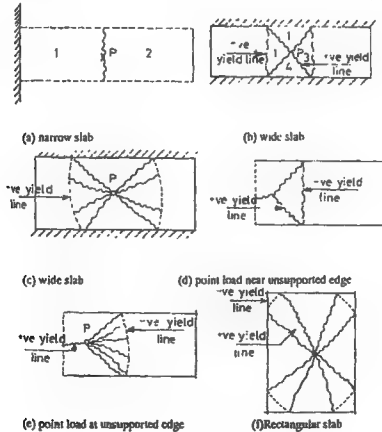 1
P
2
-ve
yield line
1
1
P
3
4
+ve
yield line
(a) narrow slab
(b) wide slab
P
+ve yield
line
-ve yield
line
+ve yield
line
(c) wide slab
(d) point load near unsupported edge
P
-ve yield
line
+ve yield
line
-ve yield
line
+ve yield
line
(e) point load at unsupported edge
(f)Rectangular slab